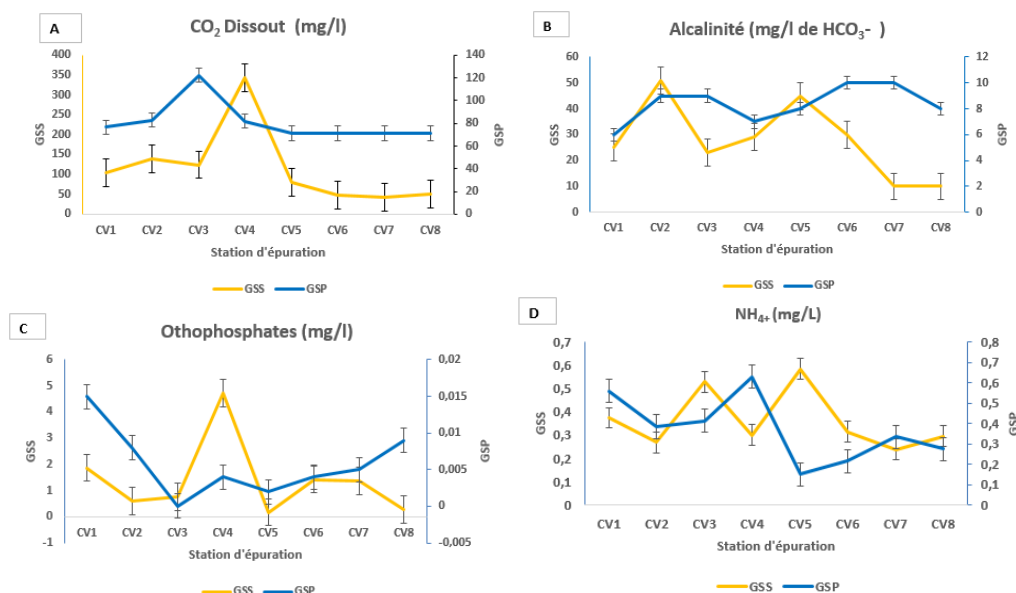 A
CO2 Dissout (mg/l)
400
350
300
250
200
150
100
50
0
GSS
140
120
100
80
60
40
20
0
GSP
CV1 CV2 CV3 CV4 CV5 CV6 CV7 CV8
Station d'épuration
GSS GSP
B
Alcalinité (mg/l de HCO3- )
60
50
40
30
20
10
0
GSS
12
10
8
6
4
2
0
GSP
CV1 CV2 CV3 CV4 CV5 CV6 CV7 CV8
Station d'épuration
GSS GSP
C
Othophosphates (mg/l)
6
5
4
3
2
1
0
-1
GSS
0,02
0,015
0,01
0,005
0
-0,005
GSP
CV1 CV2 CV3 CV4 CV5 CV6 CV7 CV8
Station d'épuration
GSS GSP
D
NH4+ (mg/L)
0,7
0,6
0,5
0,4
0,3
0,2
0,1
0
GSS
0,8
0,7
0,6
0,5
0,4
0,3
0,2
0,1
0
GSP
CV1 CV2 CV3 CV4 CV5 CV6 CV7 CV8
Station d'épuration
GSS GSP